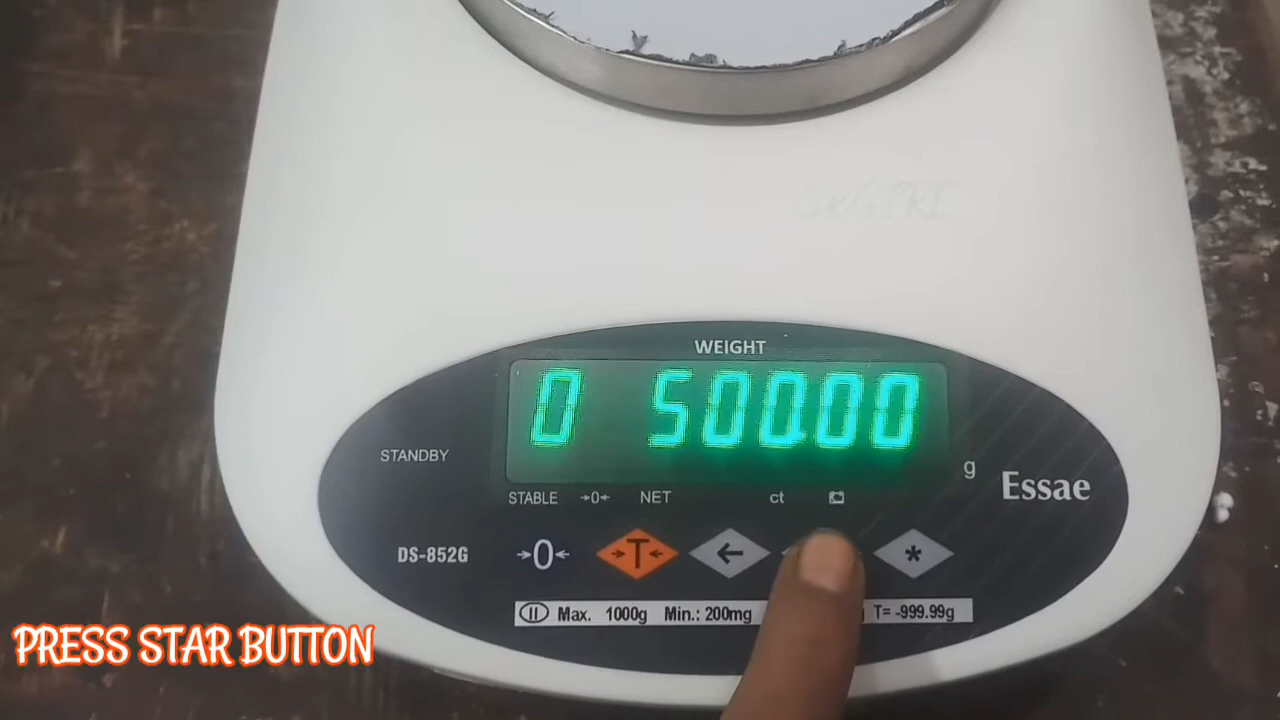 WEIGHT
0 500.00
STANDBY
g
Essae
STABLE →0← NET ct
DS-852G →0← →T← ← *
II Max. 1000g Min.: 200mg g T= -999.99g
PRESS STAR BUTTON